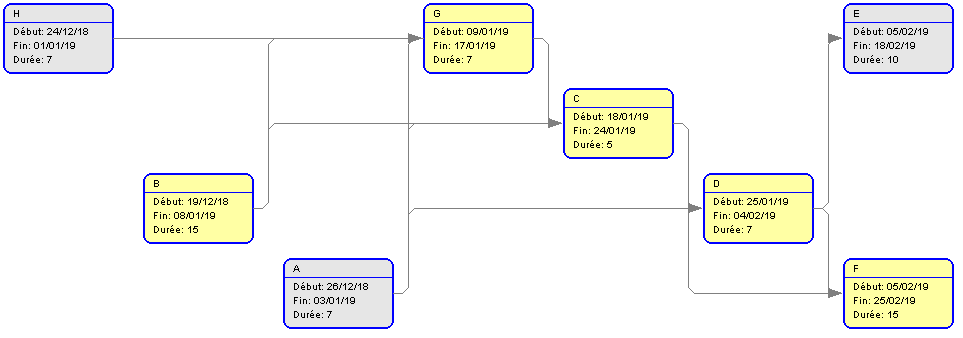 H
Début: 24/12/18
Fin: 01/01/19
Durée: 7
G
Début: 09/01/19
Fin: 17/01/19
Durée: 7
E
Début: 05/02/19
Fin: 18/02/19
Durée: 10
C
Début: 18/01/19
Fin: 24/01/19
Durée: 5
B
Début: 19/12/18
Fin: 08/01/19
Durée: 15
D
Début: 25/01/19
Fin: 04/02/19
Durée: 7
A
Début: 26/12/18
Fin: 03/01/19
Durée: 7
F
Début: 05/02/19
Fin: 25/02/19
Durée: 15